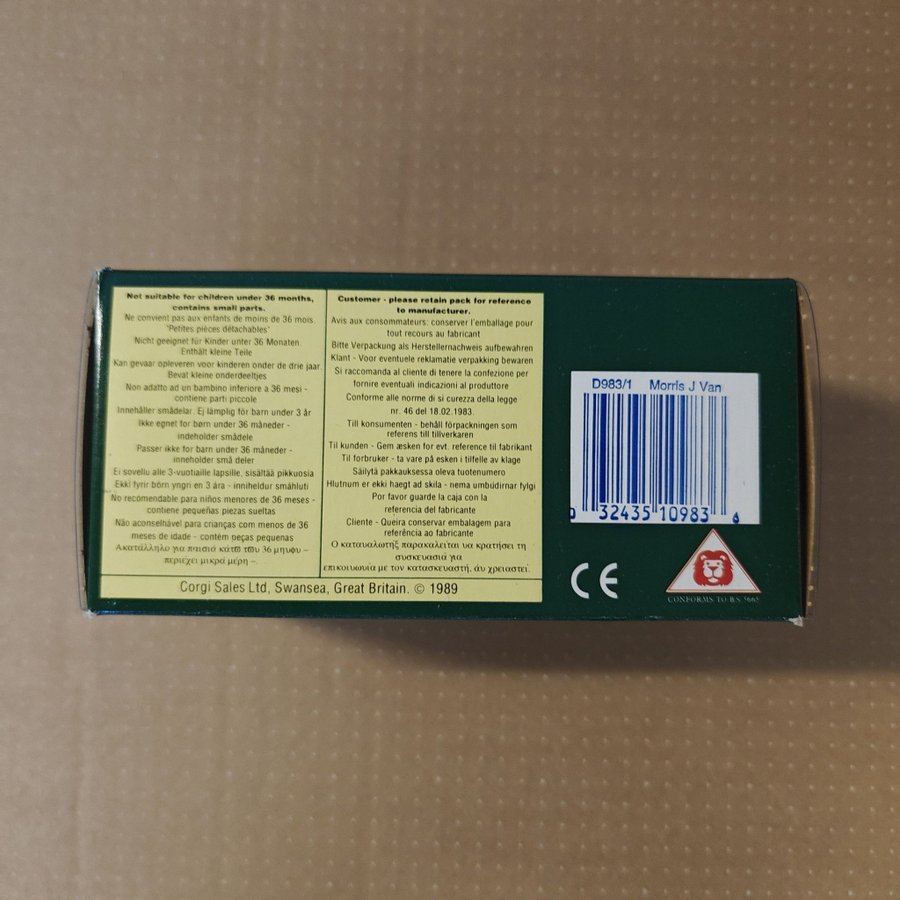 Not suitable for children under 36 months,
contains small parts.
Ne convient pas aux enfants de moins de 36 mois.
'Petites pièces détachables'
Nicht geeignet für Kinder unter 36 Monaten.
Enthält kleine Teile
Kan gevaar opleveren voor kinderen onder de drie jaar.
Bevat kleine onderdeeltjes
Non adatto ad un bambino inferiore a 36 mesi -
contiene parti piccole
Innehåller smådelar. Ej lämplig for barn under 3 år
Ikke egnet for børn under 36 måneder -
indeholder smådele
Passer ikke for barn under 36 måneder -
inneholder små deler
Ei sovellu alle 3-vuotiaille lapsille, sisältää pikkuosia
Ekki fyrir börn yngri en 3 ára - inniheldur smáhluti
No recomendable para niños menores de 36 meses -
contiene pequeñas piezas sueltas
Não aconselhável para crianças com menos de 36
meses de idade - contém peças pequenas
Ακατάλληλο για παισιά κάτω τωυ 36 μηυφυ –
περιέχει μικρά μέρη –.
Customer - please retain pack for reference
to manufacturer.
Avis aux consommateurs: conserver l'emballage pour
tout recours au fabricant
Bitte Verpackung als Herstellernachweis aufbewahren
Klant - Voor eventuele reklamatie verpakking bewaren
Si raccomanda al cliente di tenere la confezione per
fornire eventuali indicazioni al produttore
Conforme alle norme di si curezza della legge
nr. 46 del 18.02.1983.
Till konsumenten - behåll förpackningen som
referens till tillverkaren
Til kunden - Gem æsken for evt. reference til fabrikant
Til forbruker - ta vare på esken i tilfelle av klage
Säilytä pakkauksessa oleva tuotenumero
Hlutnum er ekki haegt ad skila - nema umbúdirnar fylgi
Por favor guarde la caja con la
referencia del fabricante
Cliente - Queira conservar embalagem para
referência ao fabricante
Ο καταυαλωτηξ παρακαλείται υα κρατήσει τη
συσκευασία για
επικοιυωυία με τον κατασκευαστή, άυ χρειαστεί.
Corgi Sales Ltd, Swansea, Great Britain. © 1989
D983/1 Morris J Van
0 32435 10983 6
CE
CONFORMS TO B.S. 5665